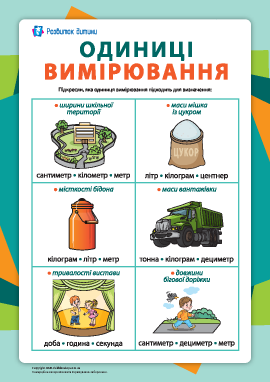 Розвиток дитини
ОДИНИЦІ
ВИМІРЮВАННЯ
Підкресли, яка одиниця вимірювання підходить для визначення:
• ширини шкільної
території
сантиметр • кілометр • метр
• маси мішка
із цукром
ЦУКОР
літр • кілограм • центнер
• місткості бідона
кілограм • літр • метр
• маси вантажівки
тонна • кілограм • дециметр
• тривалості вистави
доба • година • секунда
• довжини
бігової доріжки
сантиметр • дециметр • метр